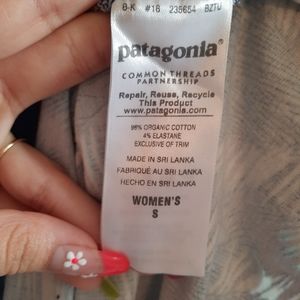 8-K #18 235654 BZTU
patagonia®
COMMON THREADS
PARTNERSHIP
Repair, Reuse, Recycle
This Product
www.patagonia.com
96% ORGANIC COTTON
4% ELASTANE
EXCLUSIVE OF TRIM
MADE IN SRI LANKA
FABRIQUÉ AU SRI LANKA
HECHO EN SRI LANKA
WOMEN'S
S